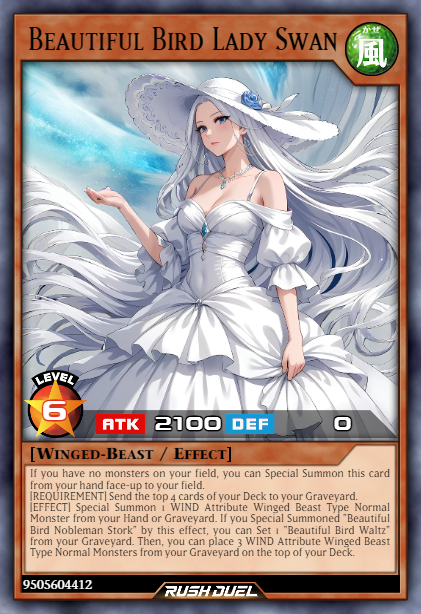 Beautiful Bird Lady Swan
かぜ
風
LEVEL
6
ATK 2100 DEF 0
[Winged-Beast / Effect]
If you have no monsters on your field, you can Special Summon this card
from your hand face-up to your field.
[REQUIREMENT] Send the top 4 cards of your Deck to your Graveyard.
[EFFECT] Special Summon 1 WIND Attribute Winged Beast Type Normal
Monster from your Hand or Graveyard. If you Special Summoned "Beautiful
Bird Nobleman Stork" by this effect, you can Set 1 "Beautiful Bird Waltz"
from your Graveyard. Then, you can place 3 WIND Attribute Winged Beast
Type Normal Monsters from your Graveyard on the top of your Deck.
9505604412
RUSH DUEL